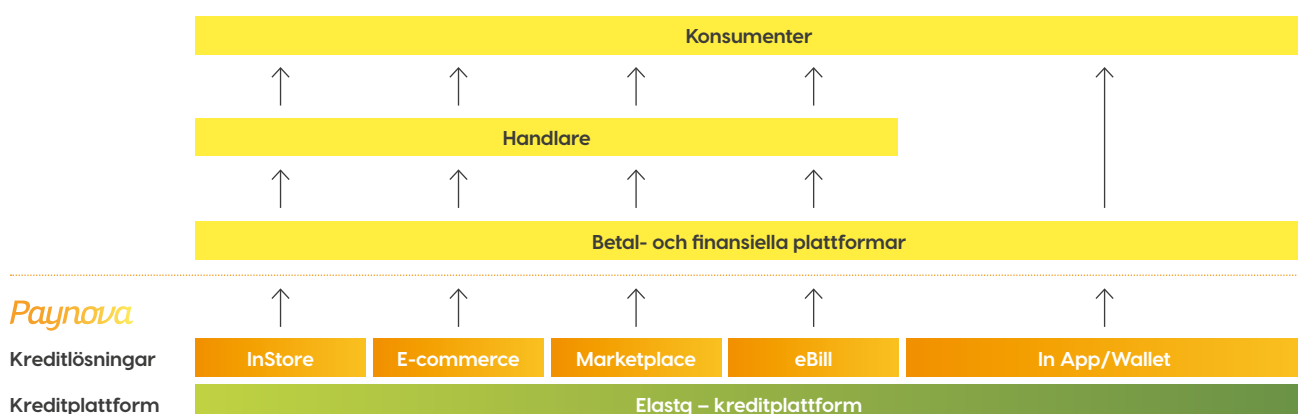 Konsumenter
Handlare
Betal- och finansiella plattformar
Paynova
Kreditlösningar InStore E-commerce Marketplace eBill In App/Wallet
Kreditplattform Elastq – kreditplattform